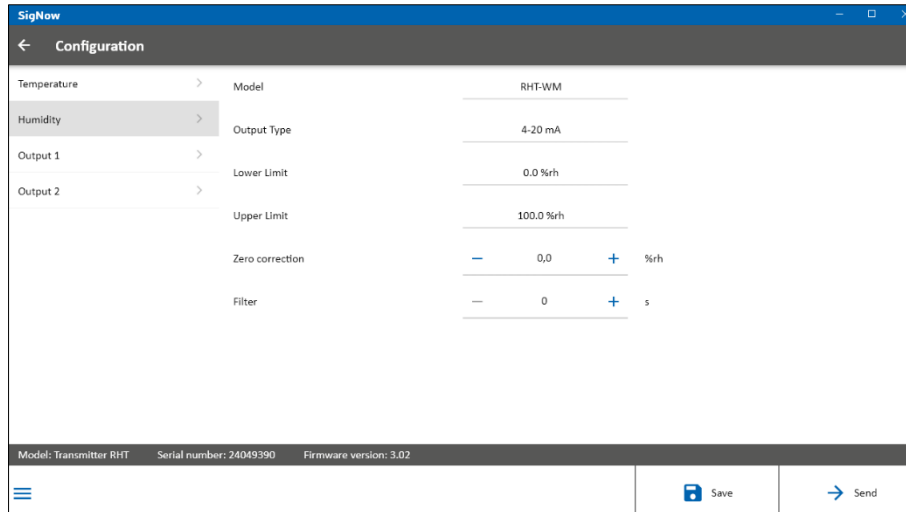 SigNow
Configuration
Temperature
Humidity
Output 1
Output 2
Model RHT-WM
Output Type 4-20 mA
Lower Limit 0.0 %rh
Upper Limit 100.0 %rh
Zero correction 0,0 %rh
Filter 0 s
Model: Transmitter RHT Serial number: 24049390 Firmware version: 3.02
Save Send